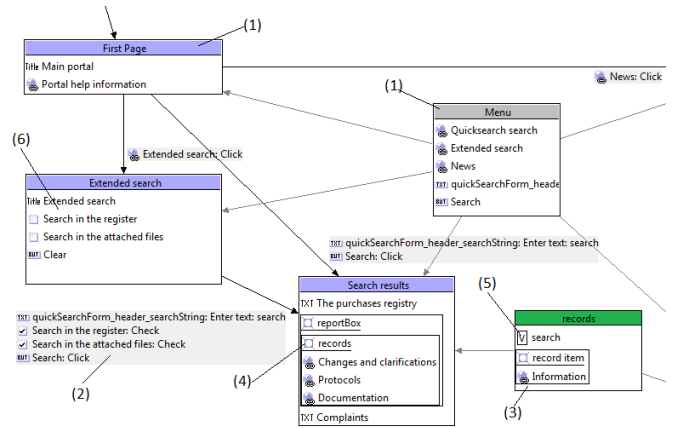 (1)
First Page
Title Main portal
Portal help information
News: Click
(1)
Menu
Quicksearch search
Extended search
News
TXT quickSearchForm_heade
BUT Search
(6)
Extended search: Click
Extended search
Title Extended search
Search in the register
Search in the attached files
BUT Clear
TXT quickSearchForm_header_searchString: Enter text: search
BUT Search: Click
Search results
TXT The purchases registry
reportBox
records
Changes and clarifications
Protocols
Documentation
TXT Complaints
(5)
records
V search
record item
Information
(3)
TXT quickSearchForm_header_searchString: Enter text: search
Search in the register: Check
Search in the attached files: Check
BUT Search: Click
(2)
(4)